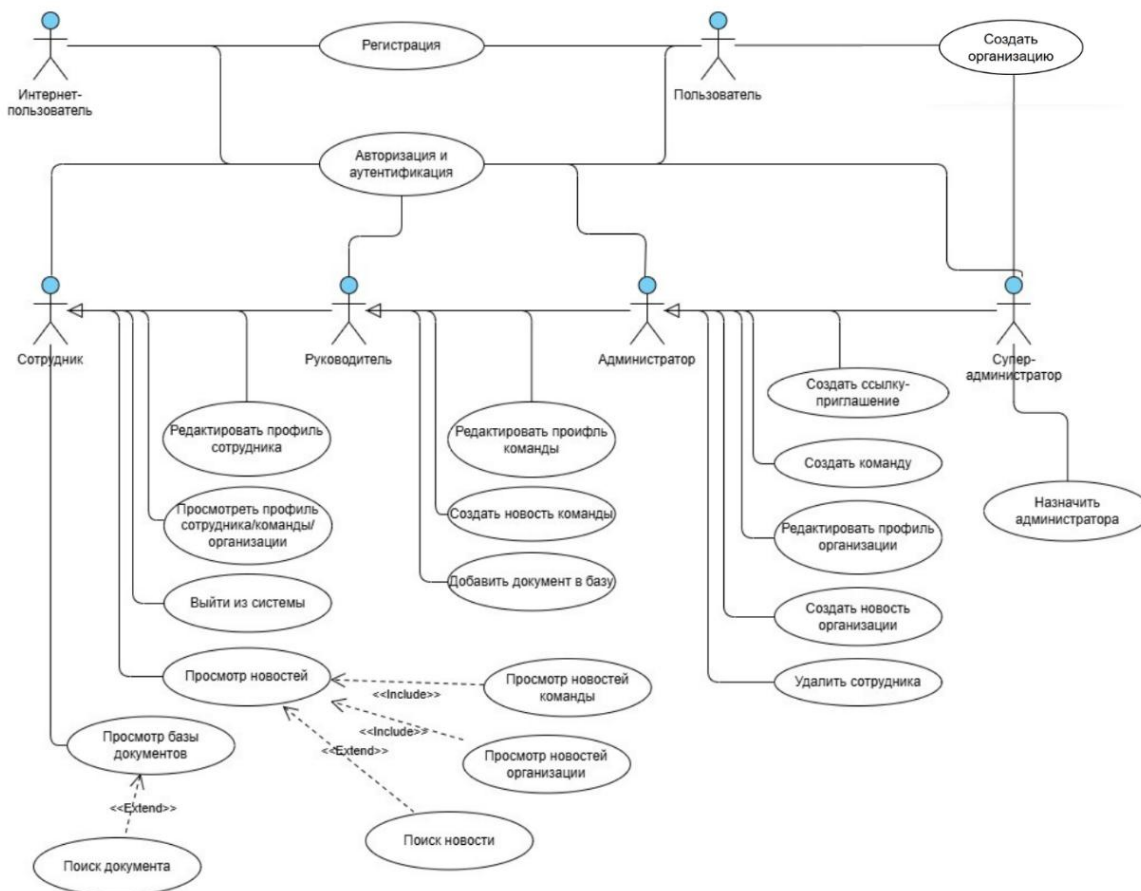 Регистрация
Создать
организацию
Интернет-
пользователь
Пользователь
Авторизация и
аутентификация
Сотрудник
Руководитель
Администратор
Супер-
администратор
Создать ссылку-
приглашение
Редактировать профиль
сотрудника
Редактировать проифль
команды
Создать команду
Назначить
администратора
Просмотреть профиль
сотрудника/команды/
организации
Создать новость команды
Редактировать профиль
организации
Выйти из системы
Добавить документ в базу
Создать новость
организации
Просмотр новостей
<<Include>>
Просмотр новостей
команды
Удалить сотрудника
Просмотр базы
документов
<<Include>>
<<Extend>>
Просмотр новостей
организации
<<Extend>>
Поиск новости
Поиск документа